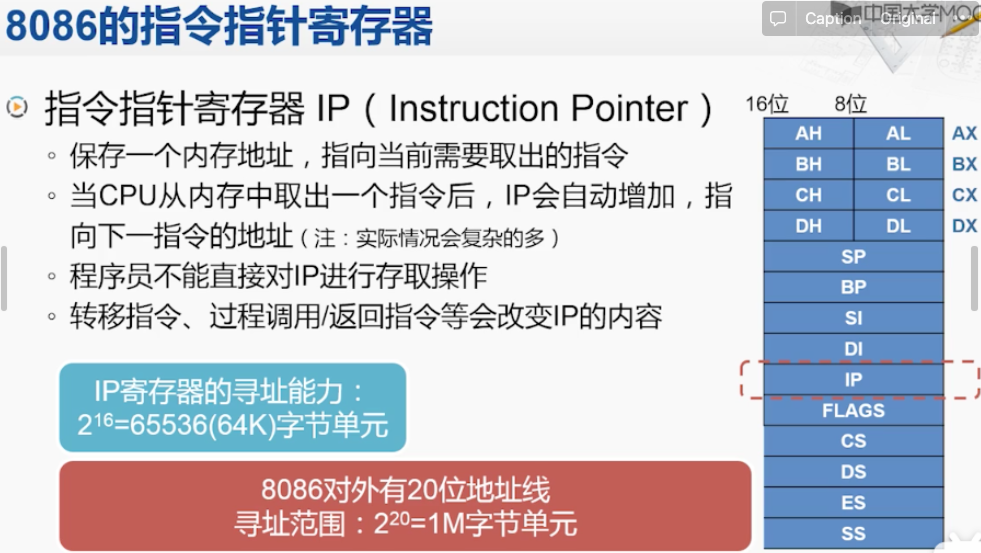 8086的指令指针寄存器
Caption
Original
中国大学MOO
指令指针寄存器 IP（Instruction Pointer）
保存一个内存地址，指向当前需要取出的指令
当CPU从内存中取出一个指令后，IP会自动增加，指
向下一指令的地址（注：实际情况会复杂的多）
程序员不能直接对IP进行存取操作
转移指令、过程调用/返回指令等会改变IP的内容
IP寄存器的寻址能力：
2¹⁶=65536(64K)字节单元
8086对外有20位地址线
寻址范围：2²⁰=1M字节单元
16位 8位
AH AL AX
BH BL BX
CH CL CX
DH DL DX
SP
BP
SI
DI
IP
FLAGS
CS
DS
ES
SS